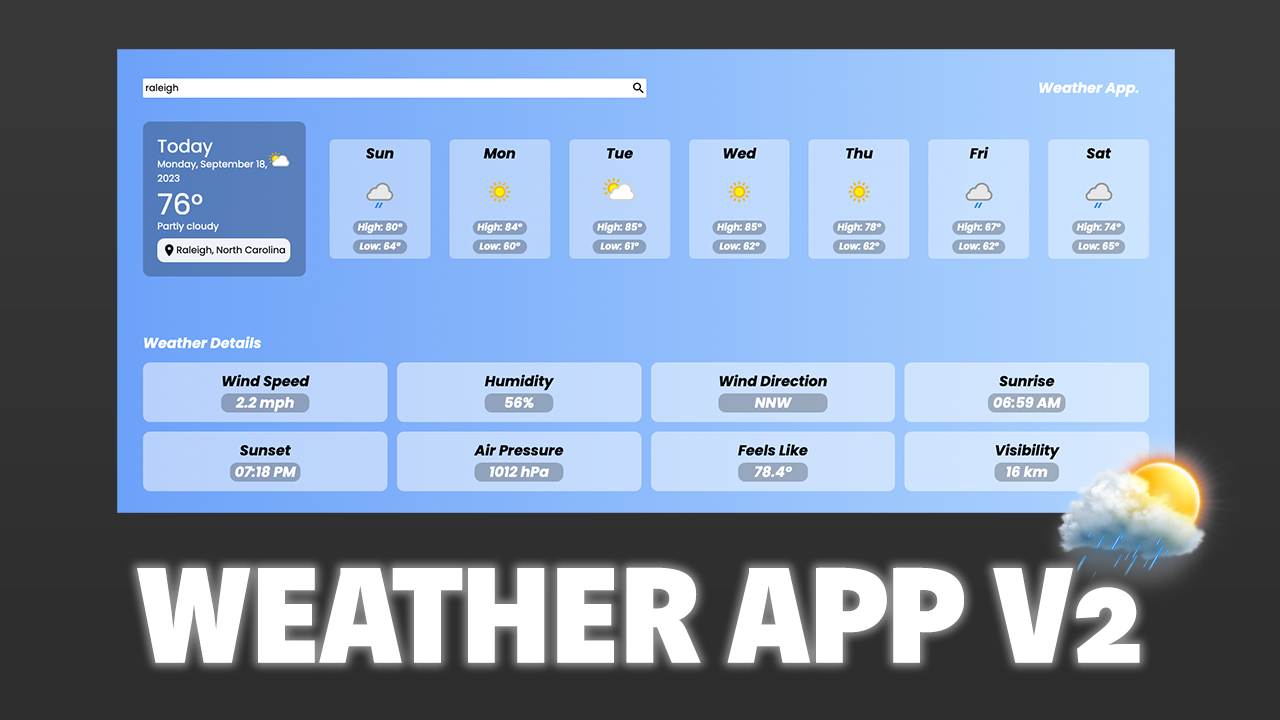 raleigh
Weather App.
Today
Monday, September 18,
2023
76°
Partly cloudy
Raleigh, North Carolina
Sun
High: 80°
Low: 64°
Mon
High: 84°
Low: 60°
Tue
High: 85°
Low: 61°
Wed
High: 85°
Low: 62°
Thu
High: 78°
Low: 62°
Fri
High: 67°
Low: 62°
Sat
High: 74°
Low: 65°
Weather Details
Wind Speed
2.2 mph
Humidity
56%
Wind Direction
NNW
Sunrise
06:59 AM
Sunset
07:18 PM
Air Pressure
1012 hPa
Feels Like
78.4°
Visibility
16 km
WEATHER APP V2